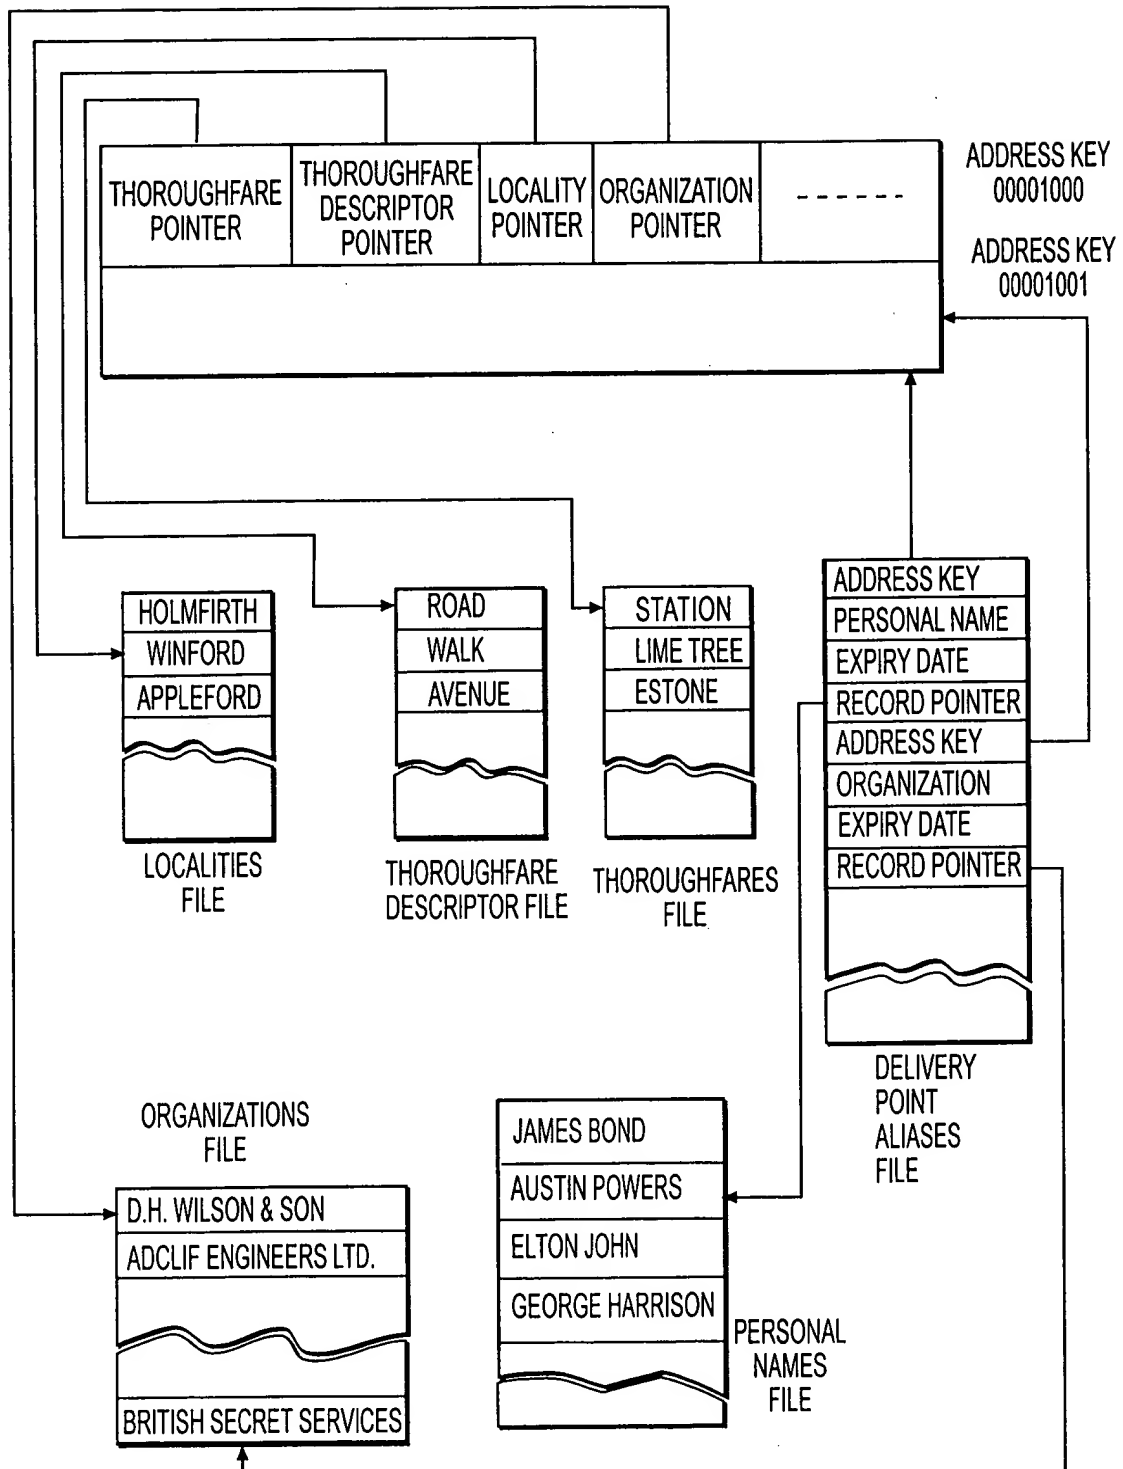 THOROUGHFARE
POINTER
THOROUGHFARE
DESCRIPTOR
POINTER
LOCALITY
POINTER
ORGANIZATION
POINTER
- - - - - -
ADDRESS KEY
00001000
ADDRESS KEY
00001001
HOLMFIRTH
WINFORD
APPLEFORD
LOCALITIES
FILE
ROAD
WALK
AVENUE
THOROUGHFARE
DESCRIPTOR FILE
STATION
LIME TREE
ESTONE
THOROUGHFARES
FILE
ADDRESS KEY
PERSONAL NAME
EXPIRY DATE
RECORD POINTER
ADDRESS KEY
ORGANIZATION
EXPIRY DATE
RECORD POINTER
DELIVERY
POINT
ALIASES
FILE
ORGANIZATIONS
FILE
D.H. WILSON & SON
ADCLIF ENGINEERS LTD.
BRITISH SECRET SERVICES
JAMES BOND
AUSTIN POWERS
ELTON JOHN
GEORGE HARRISON
PERSONAL
NAMES
FILE